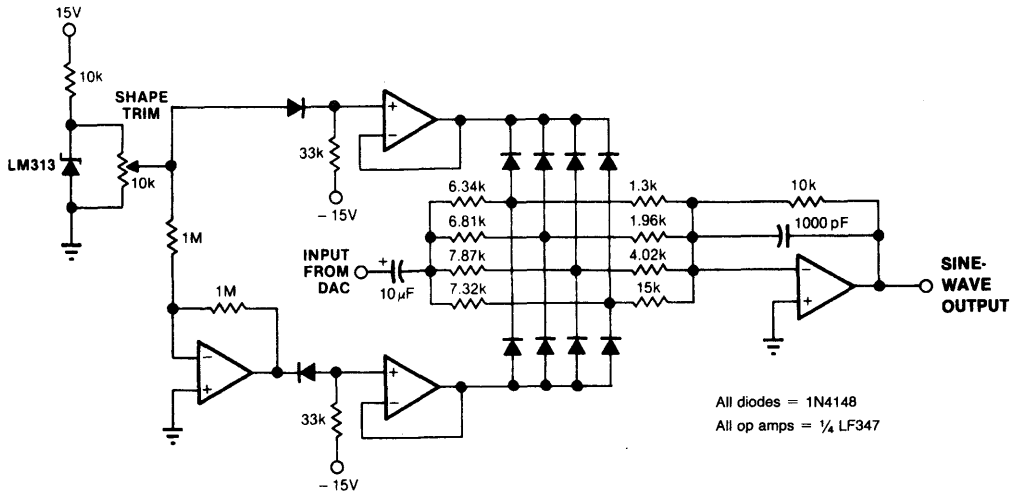 15V
10k
SHAPE
TRIM
LM313
10k
33k
– 15V
1M
1M
33k
– 15V
INPUT
FROM
DAC
+
10 µF
6.34k
6.81k
7.87k
7.32k
1.3k
1.96k
4.02k
15k
10k
1000 pF
+
–
+
–
–
+
–
+
SINE-
WAVE
OUTPUT
All diodes = 1N4148
All op amps = ¼ LF347